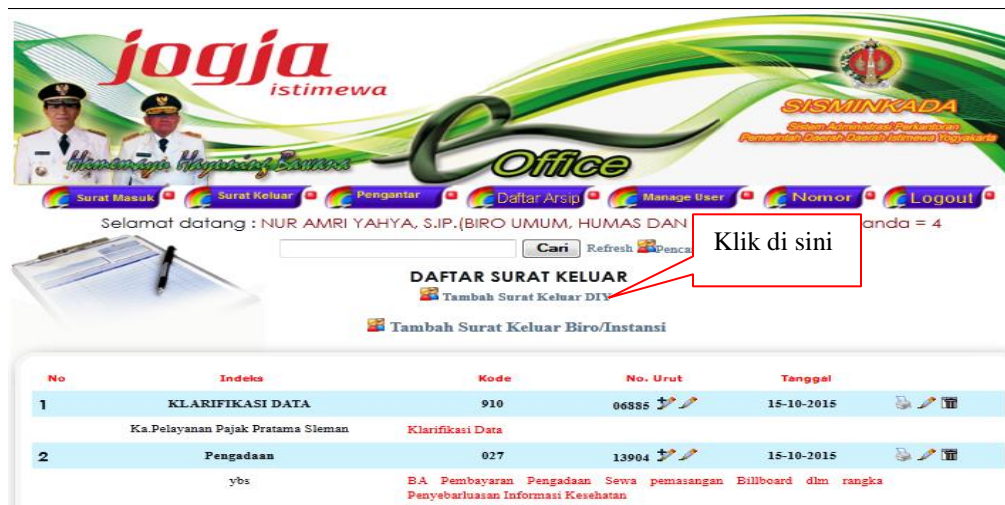 jogja
istimewa
SISMINKADA
Sistem Administrasi Perkantoran
Pemerintah Daerah Daerah Istimewa Yogyakarta
Hamemayu Hayuning Bawana
e Office
Surat Masuk Surat Keluar Pengantar Daftar Arsip Manage User Nomor Logout
Selamat datang : NUR AMRI YAHYA, S.IP.(BIRO UMUM, HUMAS DAN anda = 4
Klik di sini
Cari Refresh
DAFTAR SURAT KELUAR
Tambah Surat Keluar DIY
Tambah Surat Keluar Biro/Instansi
No Indeks Kode No. Urut Tanggal
1 KLARIFIKASI DATA 910 06885 15-10-2015
Ka.Pelayanan Pajak Pratama Sleman Klarifikasi Data
2 Pengadaan 027 13904 15-10-2015
ybs BA Pembayaran Pengadaan Sewa pemasangan Billboard dlm rangka
Penyebarluasan Informasi Kesehatan